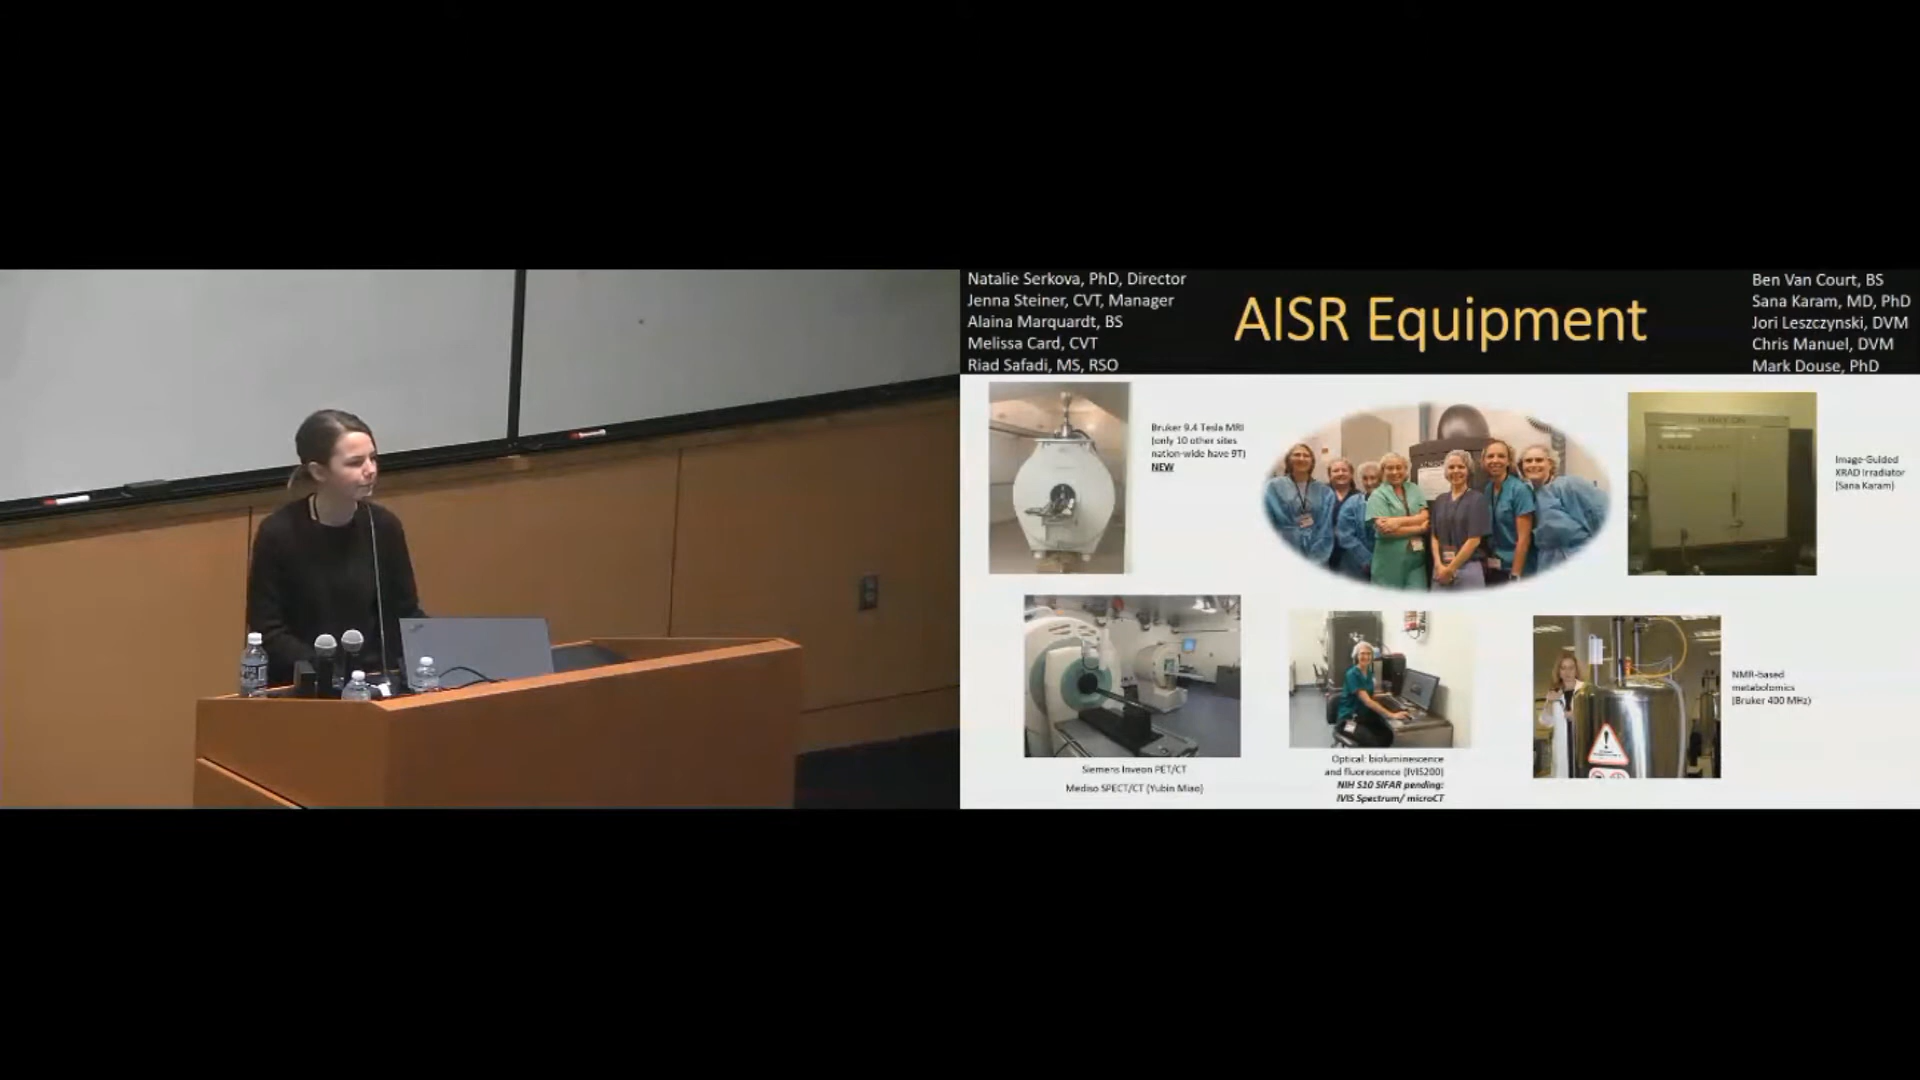 Natalie Serkova, PhD, Director
Jenna Steiner, CVT, Manager
Alaina Marquardt, BS
Melissa Card, CVT
Riad Safadi, MS, RSO
AISR Equipment
Ben Van Court, BS
Sana Karam, MD, PhD
Jori Leszczynski, DVM
Chris Manuel, DVM
Mark Douse, PhD
Bruker 9.4 Tesla MRI
(only 10 other sites
nation-wide have 9T)
NEW
Image-Guided
XRAD Irradiator
(Sana Karam)
Siemens Inveon PET/CT
Mediso SPECT/CT (Yubin Miao)
Optical: bioluminescence
and fluorescence (IVIS200)
NIH S10 SIFAR pending:
IVIS Spectrum/ microCT
NMR-based
metabolomics
(Bruker 400 MHz)